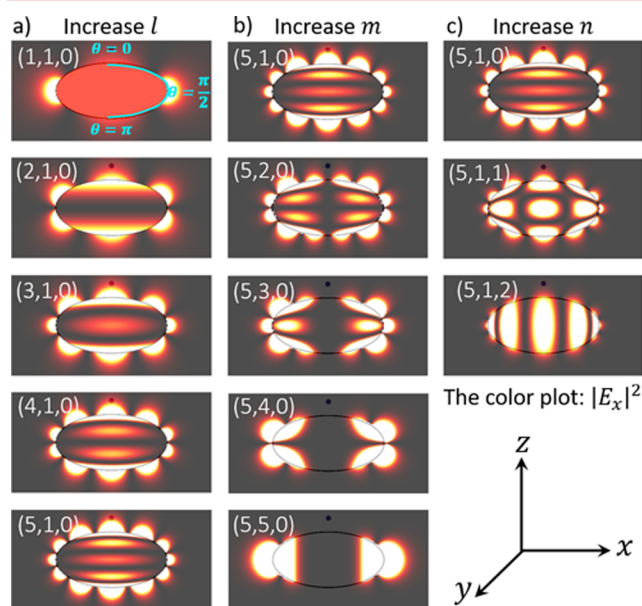 a) Increase l
(1,1,0)
θ = 0
θ = π/2
θ = π
(2,1,0)
(3,1,0)
(4,1,0)
(5,1,0)
b) Increase m
(5,1,0)
(5,2,0)
(5,3,0)
(5,4,0)
(5,5,0)
c) Increase n
(5,1,0)
(5,1,1)
(5,1,2)
The color plot: |Eₓ|²
z
x
y